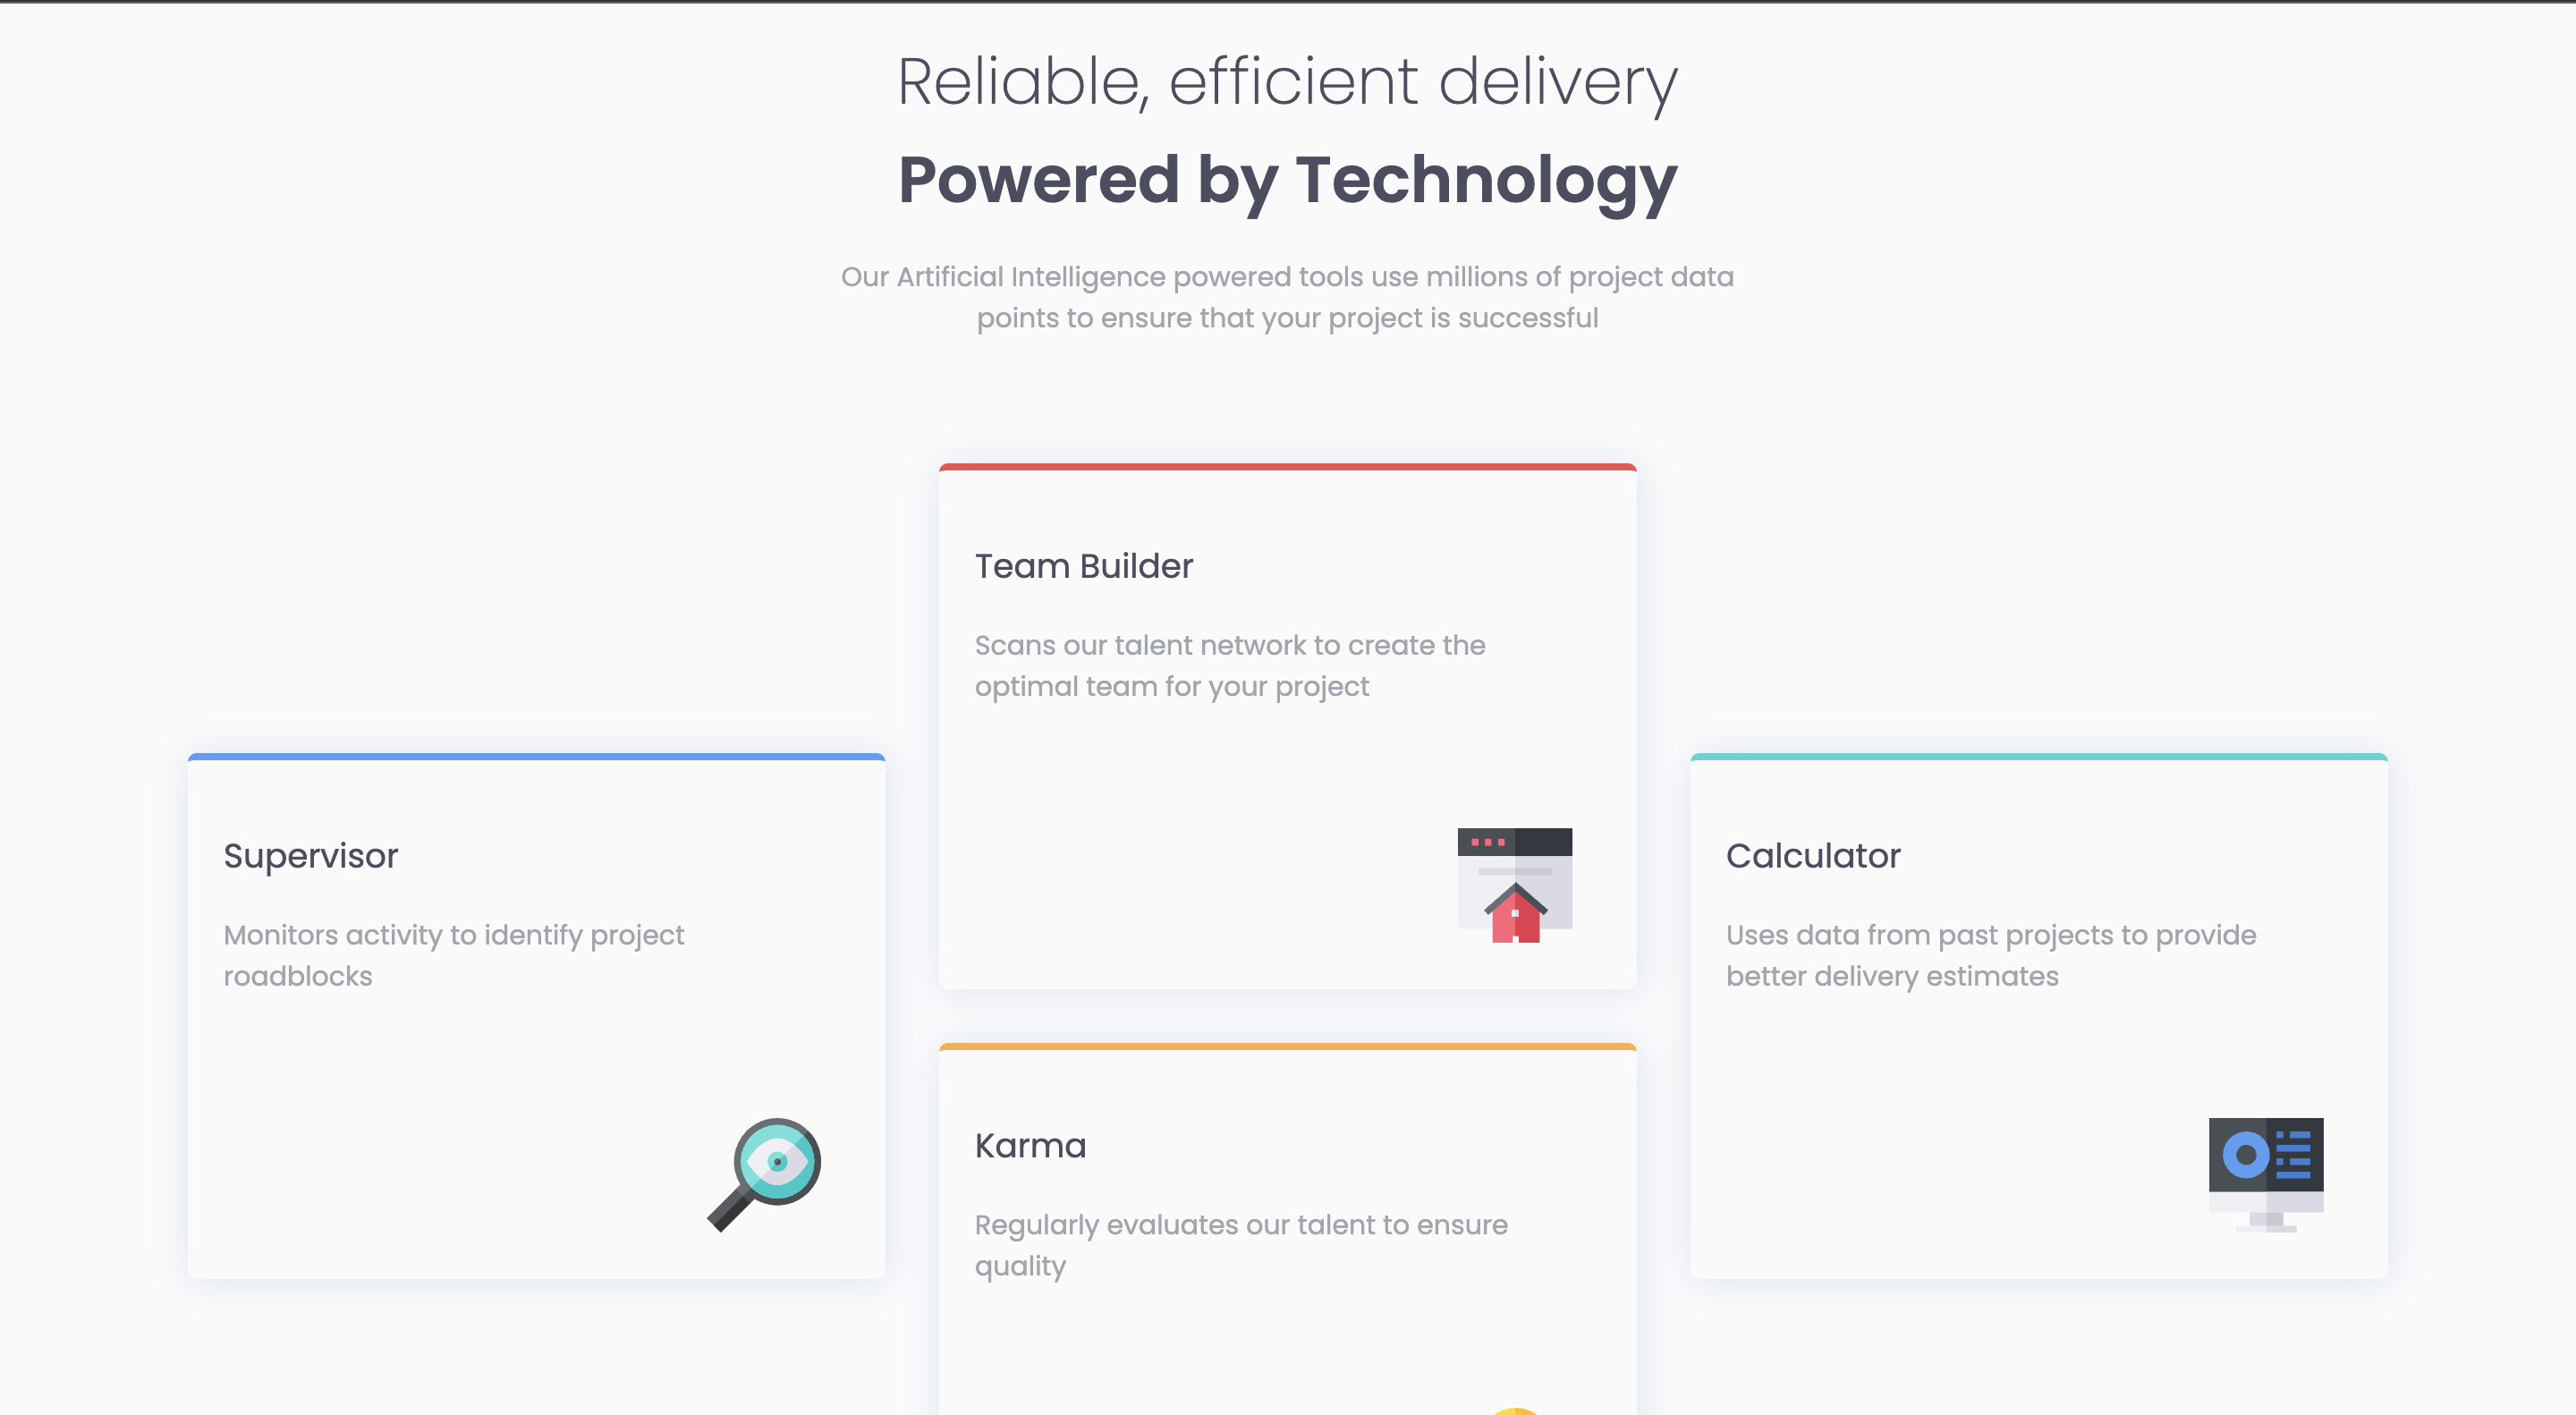 Reliable, efficient delivery
Powered by Technology
Our Artificial Intelligence powered tools use millions of project data
points to ensure that your project is successful
Team Builder
Scans our talent network to create the
optimal team for your project
Supervisor
Monitors activity to identify project
roadblocks
Calculator
Uses data from past projects to provide
better delivery estimates
Karma
Regularly evaluates our talent to ensure
quality